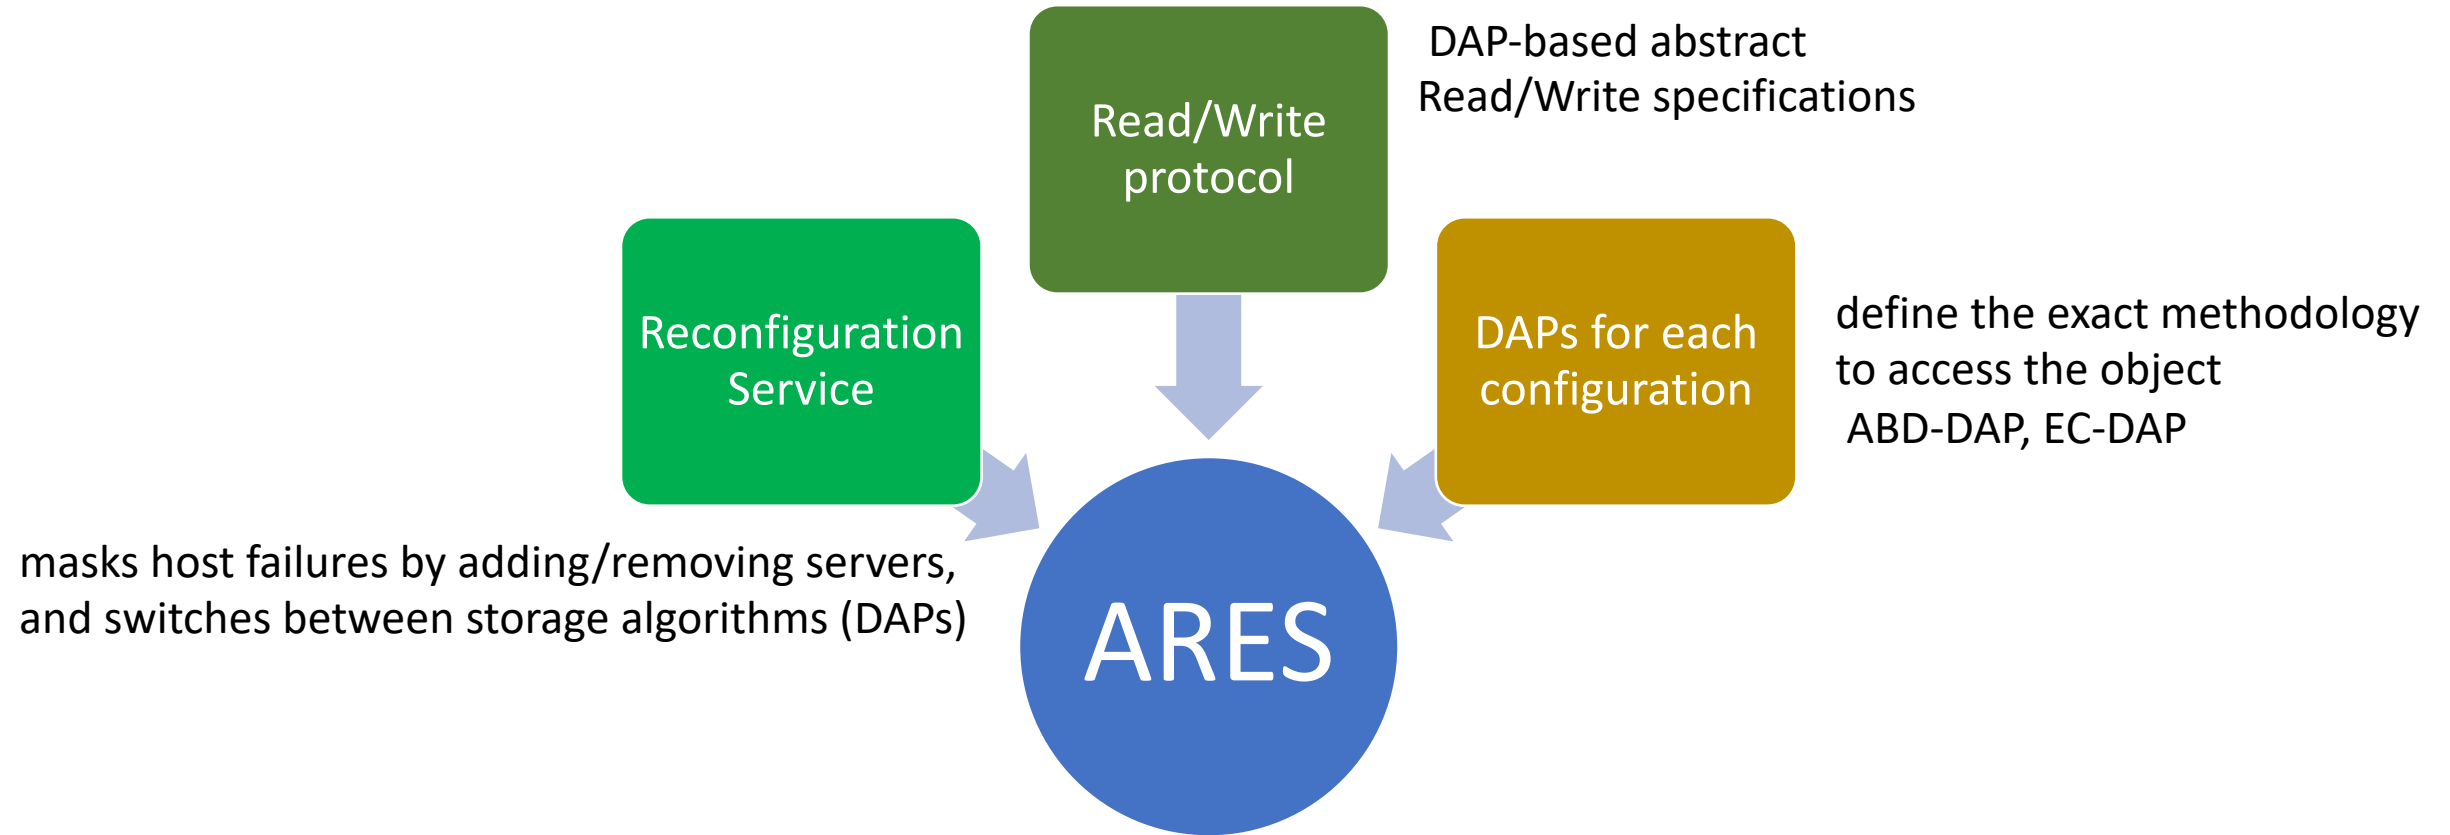 Read/Write
protocol
DAP-based abstract
Read/Write specifications
Reconfiguration
Service
masks host failures by adding/removing servers,
and switches between storage algorithms (DAPs)
DAPs for each
configuration
define the exact methodology
to access the object
ABD-DAP, EC-DAP
ARES